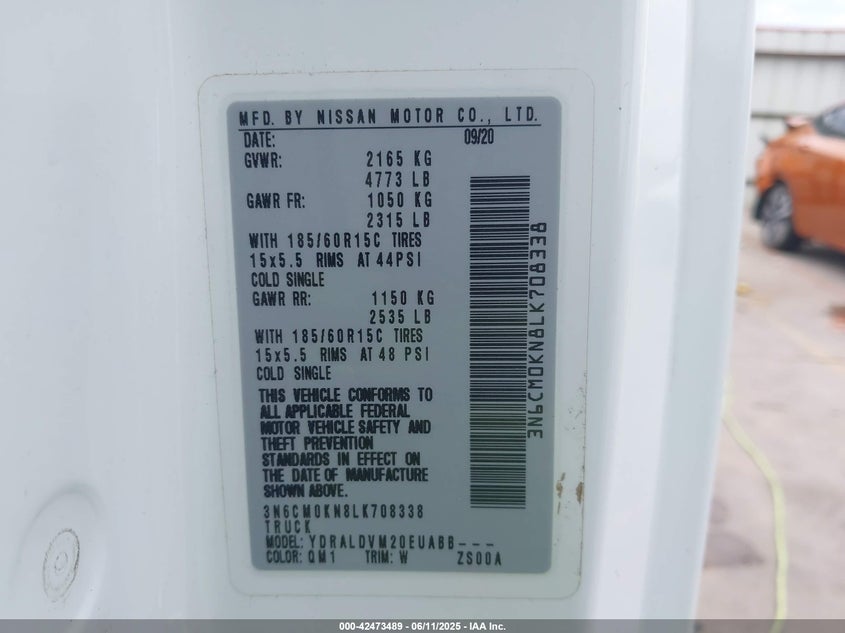 MFD. BY NISSAN MOTOR CO., LTD.
DATE: 09/20
GVWR: 2165 KG
4773 LB
GAWR FR: 1050 KG
2315 LB
WITH 185/60R15C TIRES
15x5.5 RIMS AT 44PSI
COLD SINGLE
GAWR RR: 1150 KG
2535 LB
WITH 185/60R15C TIRES
15x5.5 RIMS AT 48 PSI
COLD SINGLE
THIS VEHICLE CONFORMS TO
ALL APPLICABLE FEDERAL
MOTOR VEHICLE SAFETY AND
THEFT PREVENTION
STANDARDS IN EFFECT ON
THE DATE OF MANUFACTURE
SHOWN ABOVE.
3N6CM0KN8LK708338
TRUCK
MODEL: YDRALDVM20EUABB---
COLOR: QM1 TRIM: W ZS00A
3N6CM0KN8LK708338
000-42473489 - 06/11/2025 - IAA Inc.